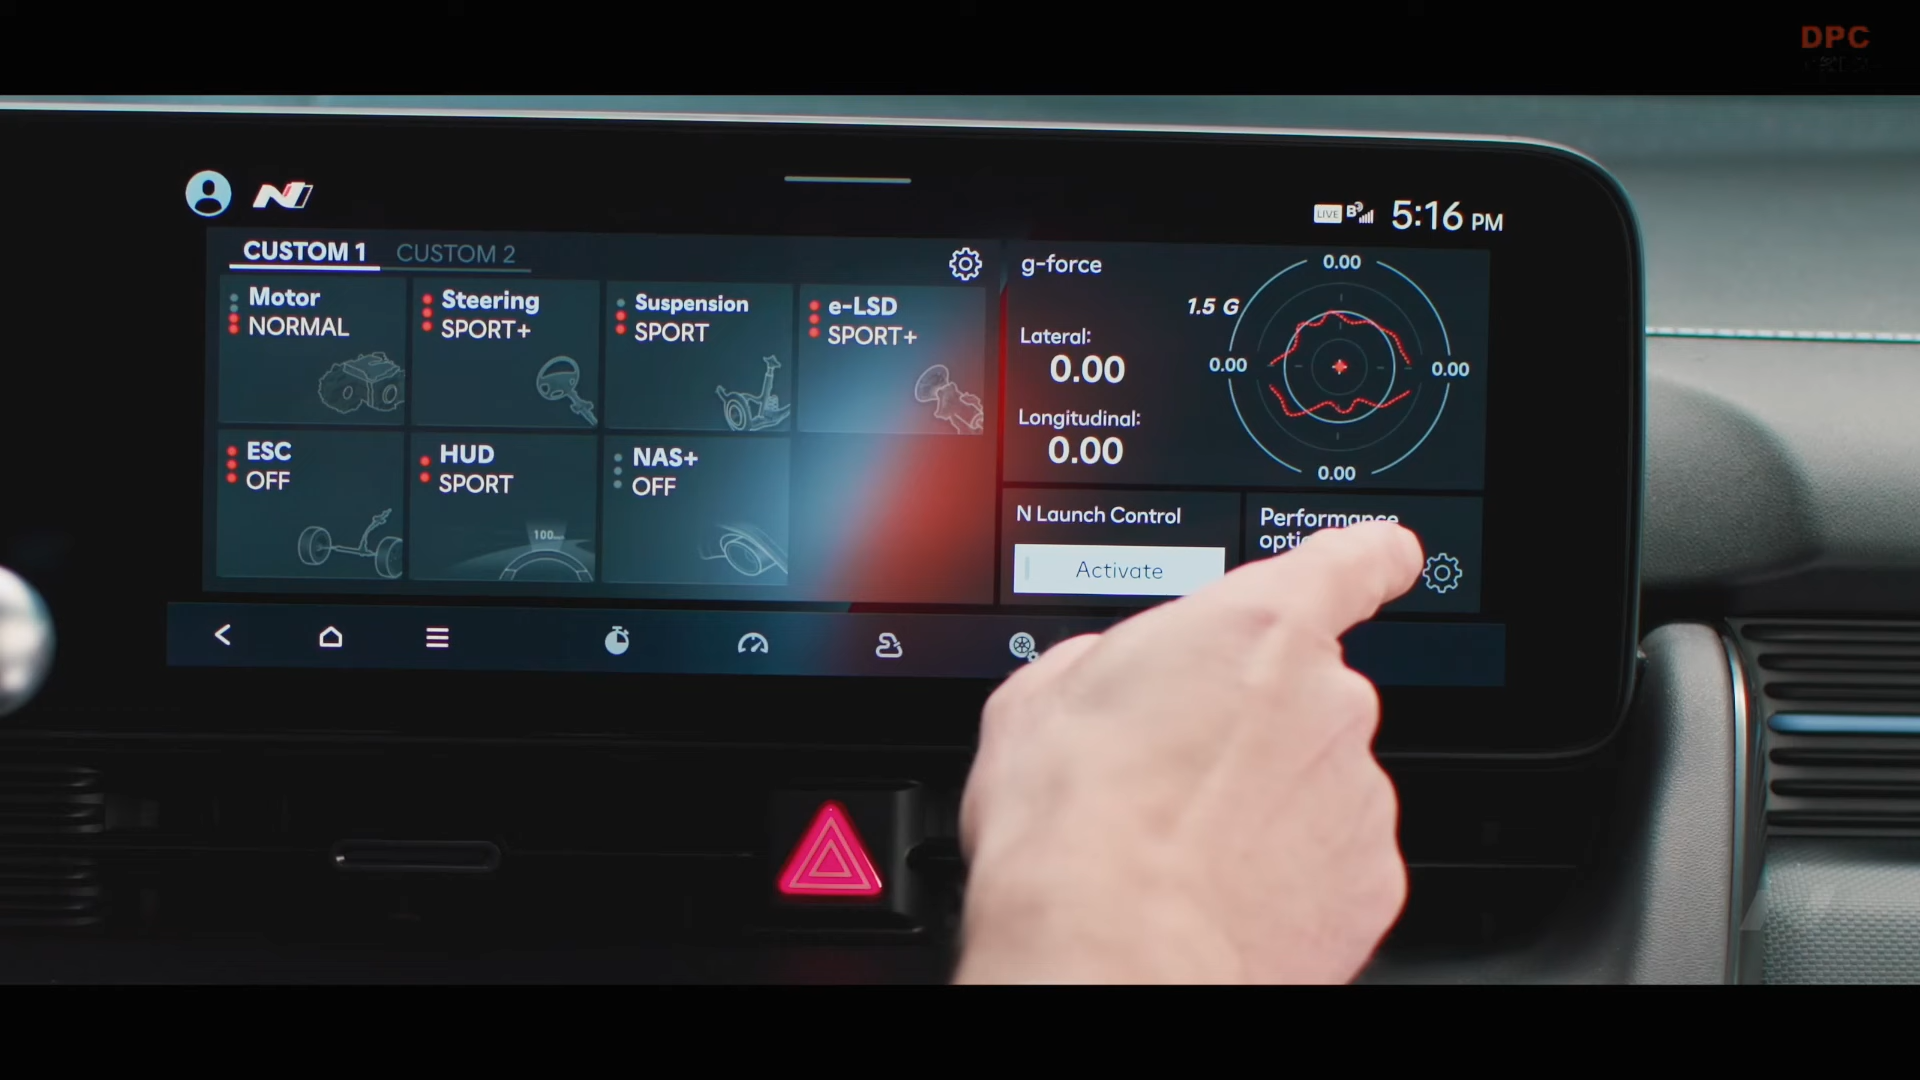 DPC
LIVE
5:16 PM
CUSTOM 1 CUSTOM 2
Motor
NORMAL
Steering
SPORT+
Suspension
SPORT
e-LSD
SPORT+
ESC
OFF
HUD
SPORT
100
NAS+
OFF
g-force
1.5 G
Lateral:
0.00
Longitudinal:
0.00
0.00
0.00
0.00
0.00
N Launch Control
Activate
Performance